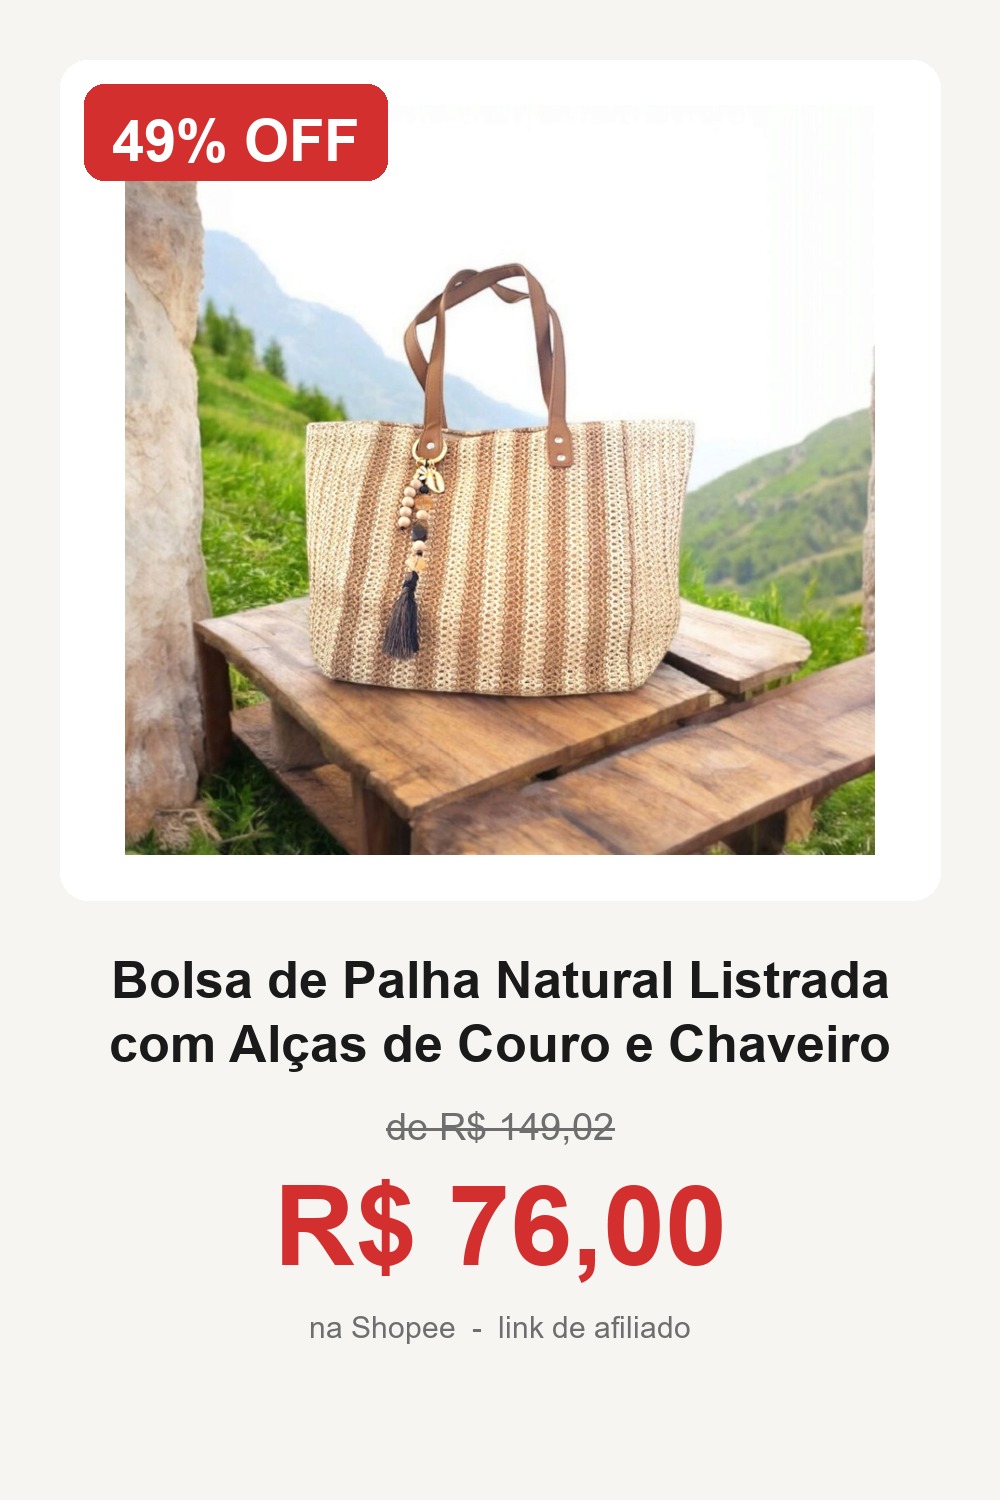 49% OFF
Bolsa de Palha Natural Listrada
com Alças de Couro e Chaveiro
de R$ 149,02
R$ 76,00
na Shopee - link de afiliado